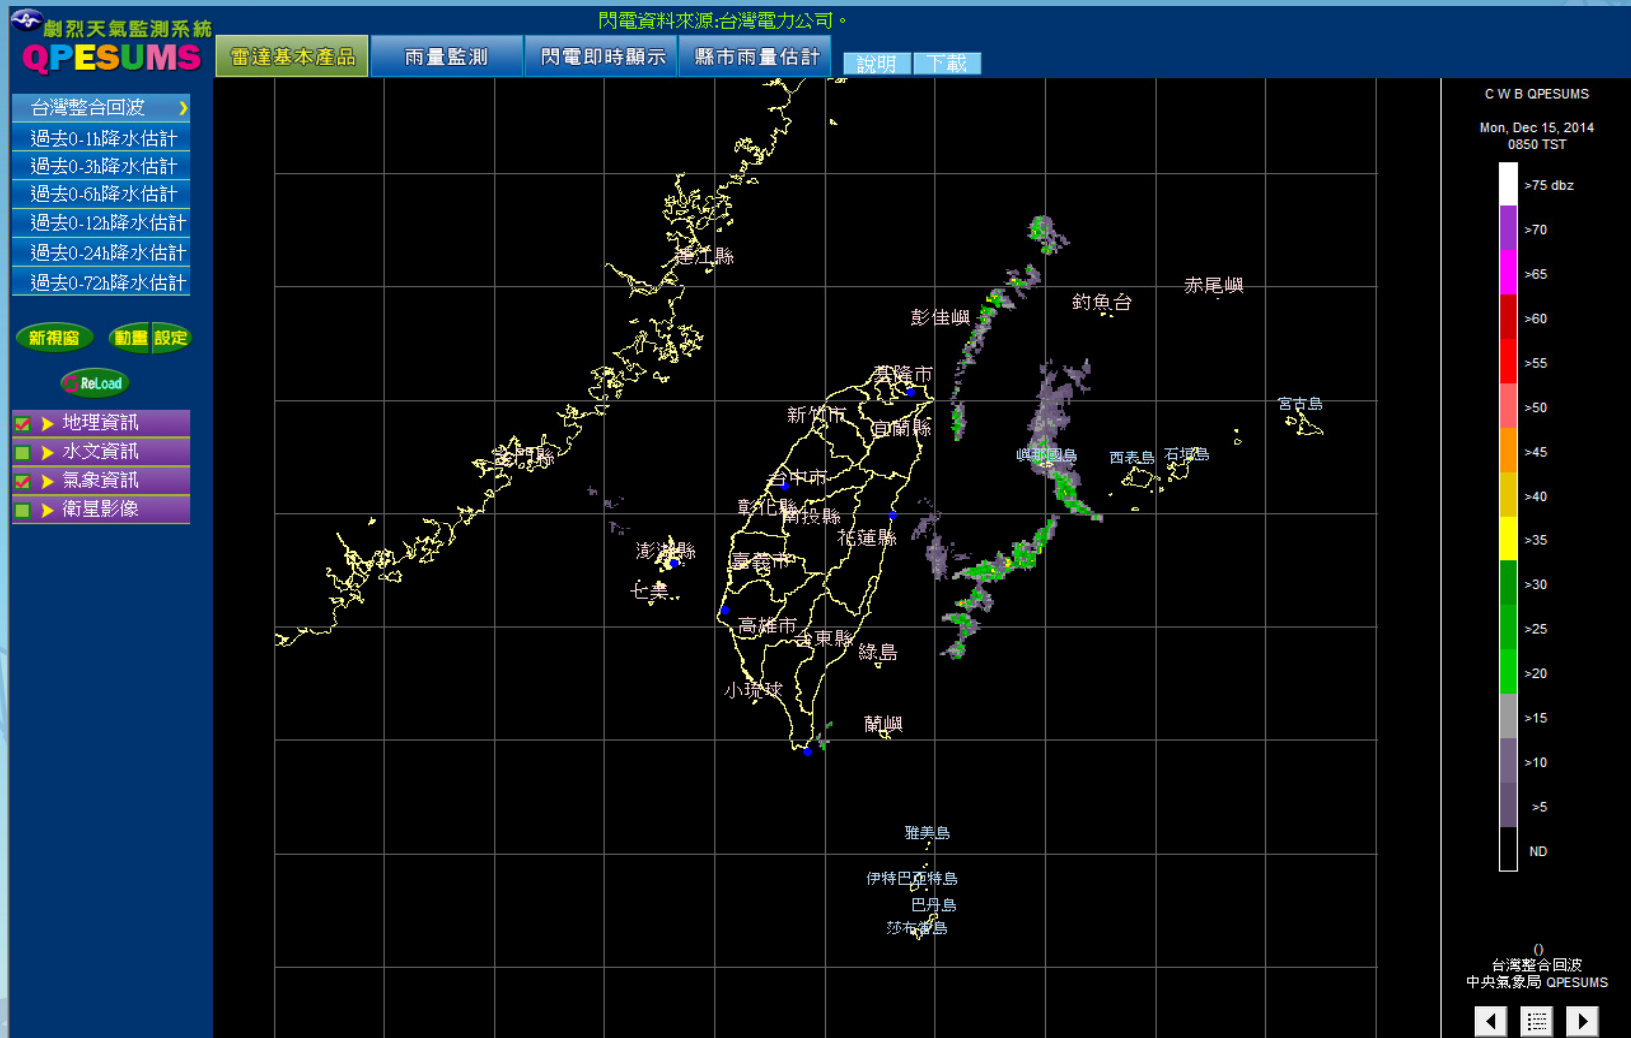 劇烈天氣監測系統
QPESUMS
閃電資料來源:台灣電力公司。
雷達基本產品
雨量監測
閃電即時顯示
縣市雨量估計
說明
下載
台灣整合回波
過去0-1h降水估計
過去0-3h降水估計
過去0-6h降水估計
過去0-12h降水估計
過去0-24h降水估計
過去0-72h降水估計
新視窗
動畫
設定
ReLoad
地理資訊
水文資訊
氣象資訊
衛星影像
連江縣
赤尾嶼
釣魚台
彭佳嶼
基隆市
新竹市
宜蘭縣
宮古島
金門縣
與那國島
西表島
石垣島
台中市
彰化縣
南投縣
花蓮縣
澎湖縣
嘉義市
七美
高雄市
台東縣
綠島
小琉球
蘭嶼
雅美島
伊特巴亞特島
巴丹島
莎布當島
C W B QPESUMS
Mon, Dec 15, 2014
0850 TST
>75 dbz
>70
>65
>60
>55
>50
>45
>40
>35
>30
>25
>20
>15
>10
>5
ND
()
台灣整合回波
中央氣象局 QPESUMS